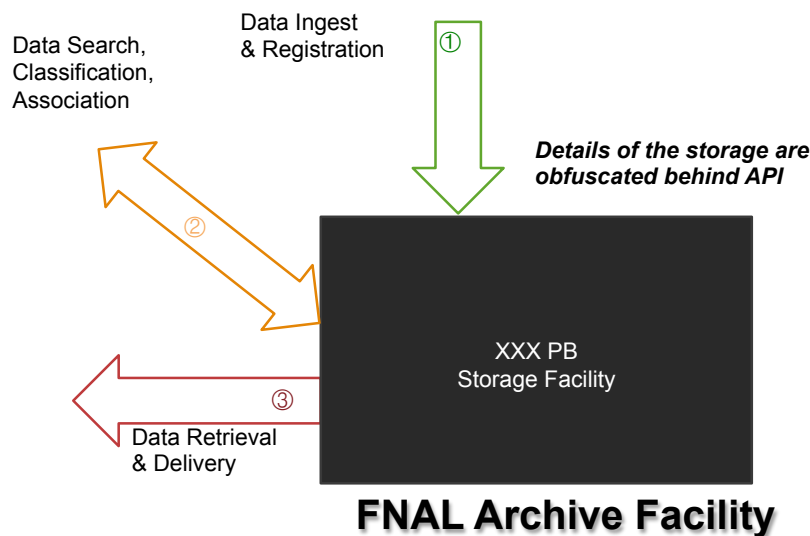 Data Ingest
& Registration
①
Data Search,
Classification,
Association
Details of the storage are
obfuscated behind API
②
XXX PB
Storage Facility
③
Data Retrieval
& Delivery
FNAL Archive Facility